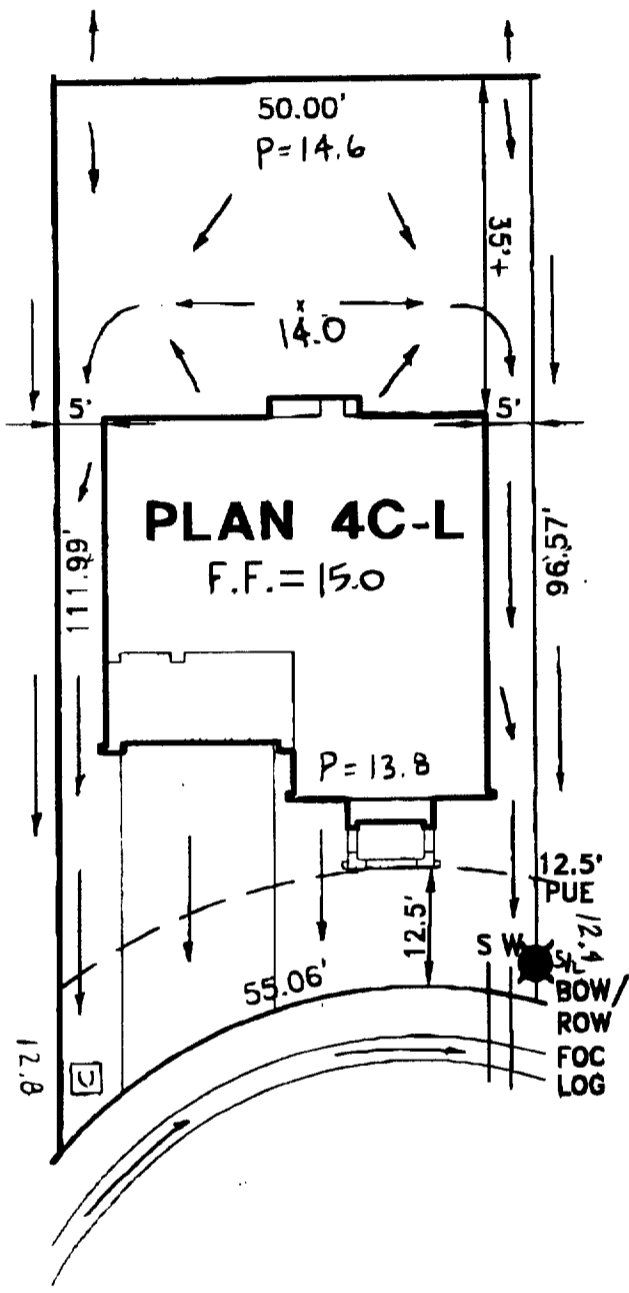 50.00'
P=14.6
35'+
x
14.0
5'
5'
PLAN 4C-L
F.F.=15.0
111.99'
96.57'
P=13.8
12.5'
PUE
12.5'
S W
12.4
S/L
55.06'
BOW/
ROW
FOC
LOG
12.8
U